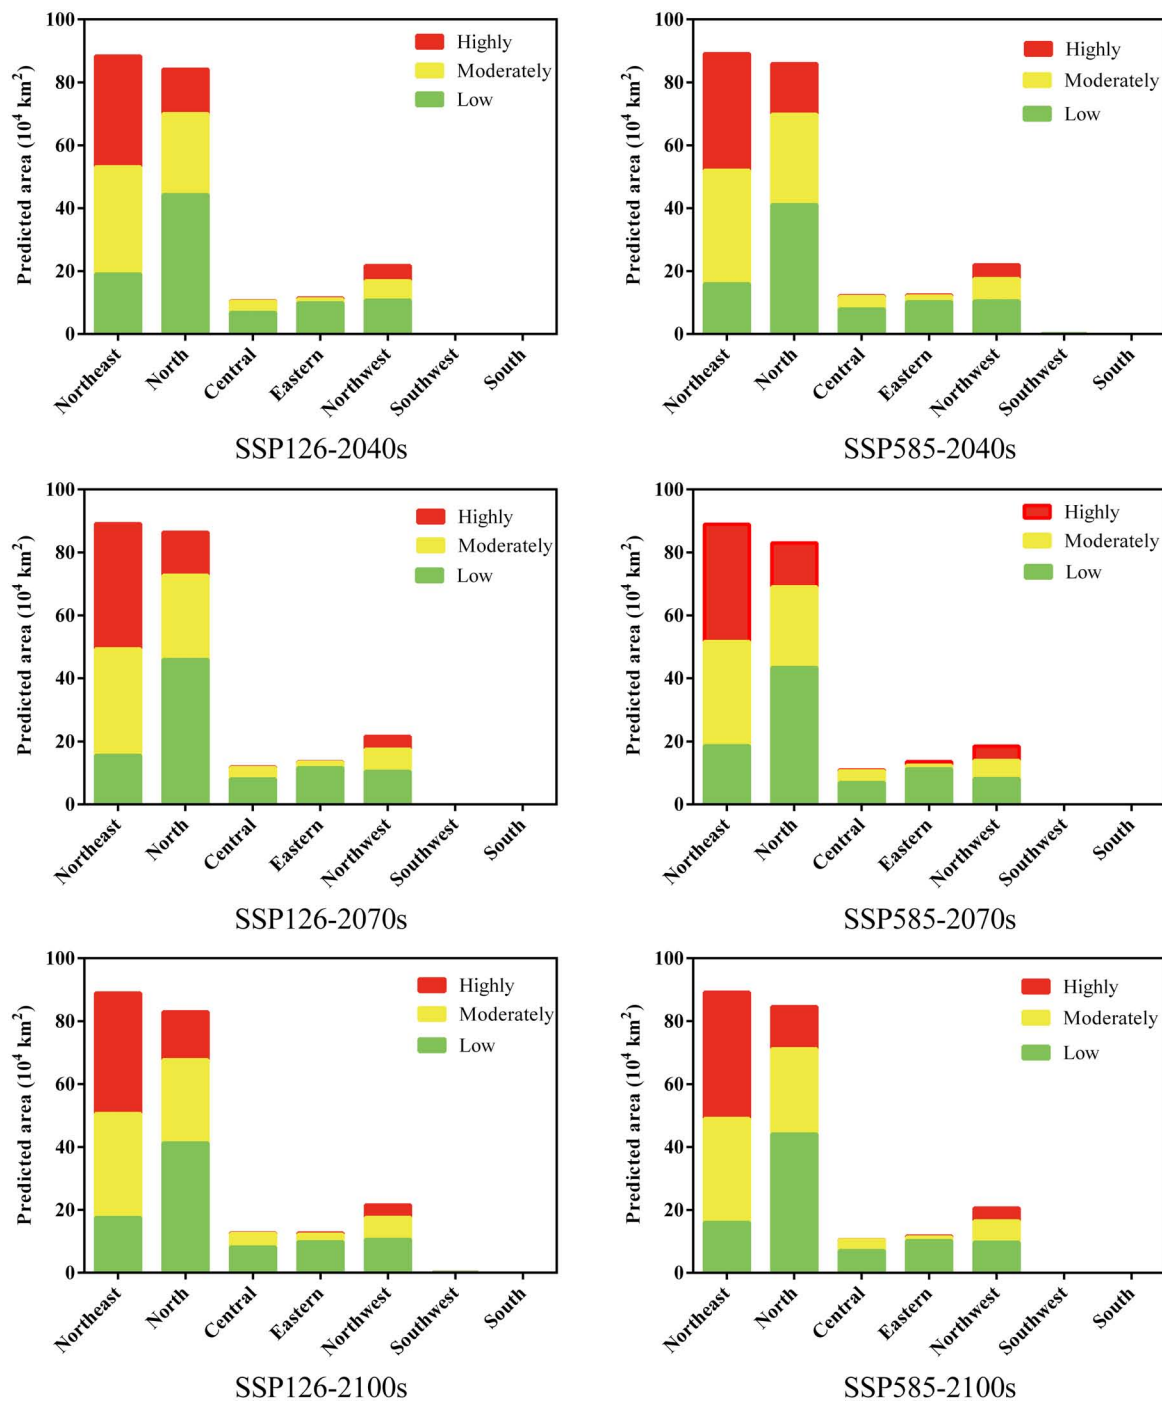 100
80
60
40
20
0
Predicted area (10⁴ km²)
Highly
Moderately
Low
Northeast
North
Central
Eastern
Northwest
Southwest
South
SSP126-2040s
100
80
60
40
20
0
Predicted area (10⁴ km²)
Highly
Moderately
Low
Northeast
North
Central
Eastern
Northwest
Southwest
South
SSP585-2040s
100
80
60
40
20
0
Predicted area (10⁴ km²)
Highly
Moderately
Low
Northeast
North
Central
Eastern
Northwest
Southwest
South
SSP126-2070s
100
80
60
40
20
0
Predicted area (10⁴ km²)
Highly
Moderately
Low
Northeast
North
Central
Eastern
Northwest
Southwest
South
SSP585-2070s
100
80
60
40
20
0
Predicted area (10⁴ km²)
Highly
Moderately
Low
Northeast
North
Central
Eastern
Northwest
Southwest
South
SSP126-2100s
100
80
60
40
20
0
Predicted area (10⁴ km²)
Highly
Moderately
Low
Northeast
North
Central
Eastern
Northwest
Southwest
South
SSP585-2100s